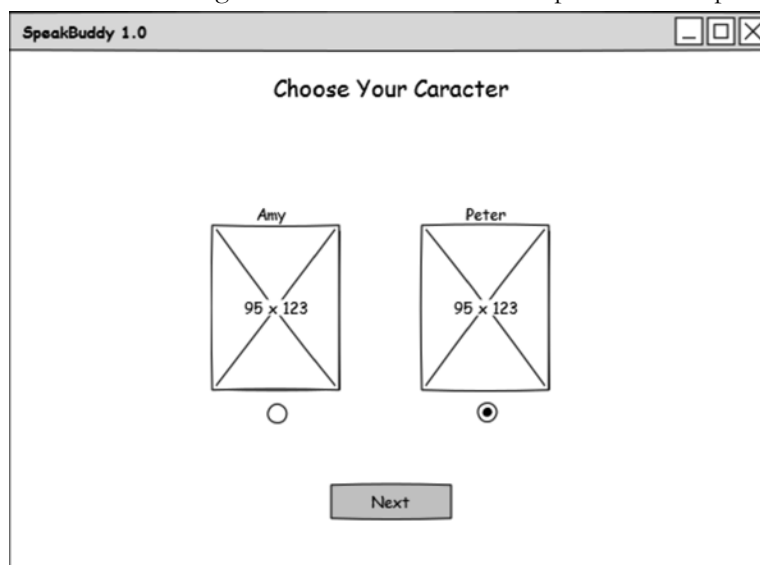 SpeakBuddy 1.0
Choose Your Caracter
Amy Peter
95 x 123 95 x 123
Next